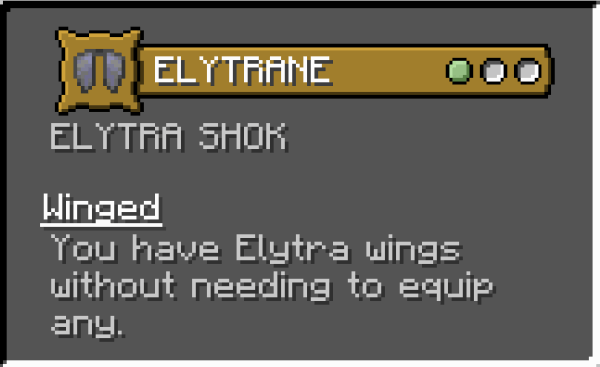 ELYTRANE
ELYTRA SHOK
Winged
You have Elytra wings
without needing to equip
any.